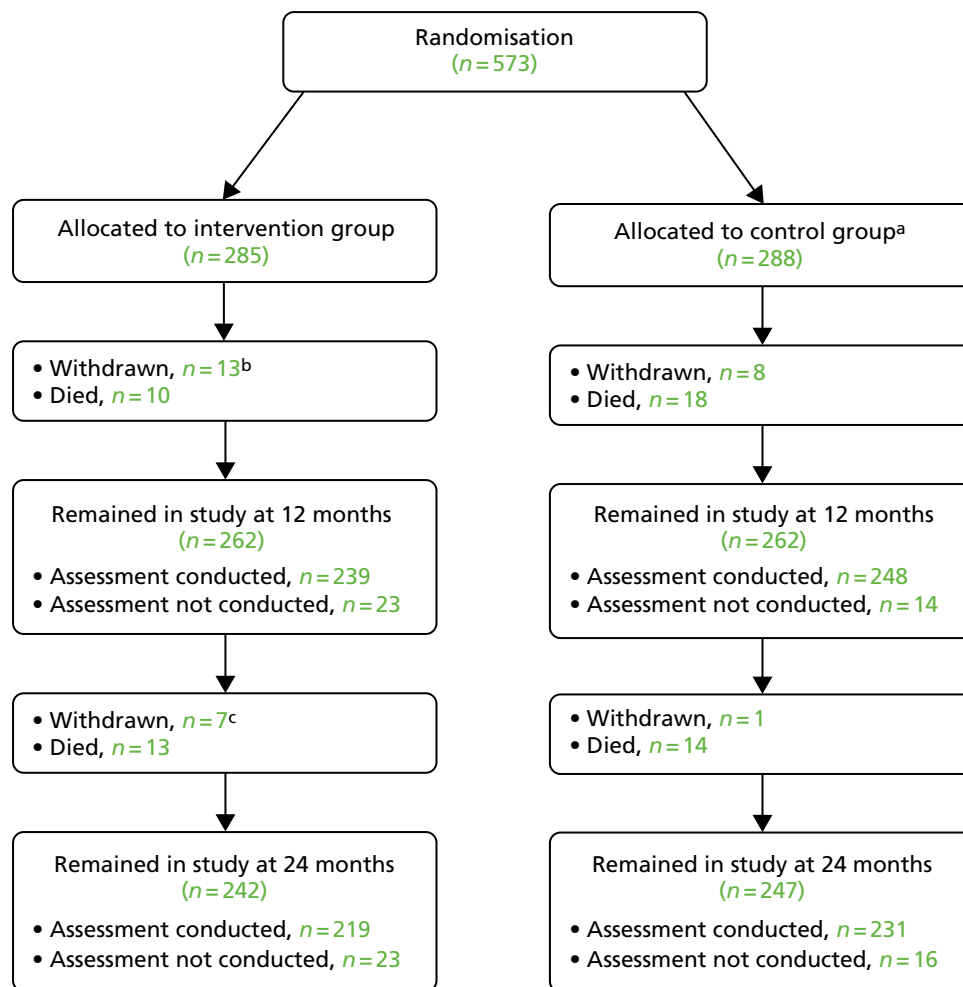 Randomisation
(n=573)
Allocated to intervention group
(n=285)
Allocated to control groupᵃ
(n=288)
• Withdrawn, n=13ᵇ
• Died, n=10
• Withdrawn, n=8
• Died, n=18
Remained in study at 12 months
(n=262)
• Assessment conducted, n=239
• Assessment not conducted, n=23
Remained in study at 12 months
(n=262)
• Assessment conducted, n=248
• Assessment not conducted, n=14
• Withdrawn, n=7ᶜ
• Died, n=13
• Withdrawn, n=1
• Died, n=14
Remained in study at 24 months
(n=242)
• Assessment conducted, n=219
• Assessment not conducted, n=23
Remained in study at 24 months
(n=247)
• Assessment conducted, n=231
• Assessment not conducted, n=16